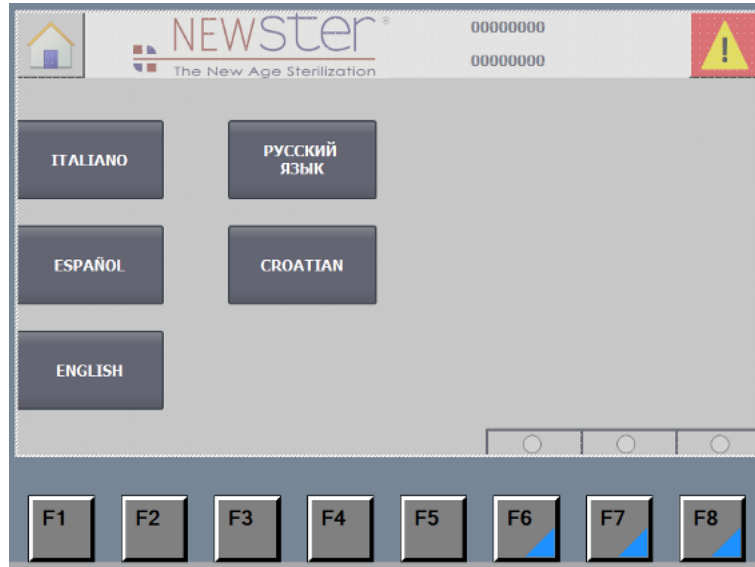 NEWSTER®
The New Age Sterilization
00000000
00000000
ITALIANO
РУССКИЙ
ЯЗЫК
ESPAÑOL
CROATIAN
ENGLISH
F1 F2 F3 F4 F5 F6 F7 F8